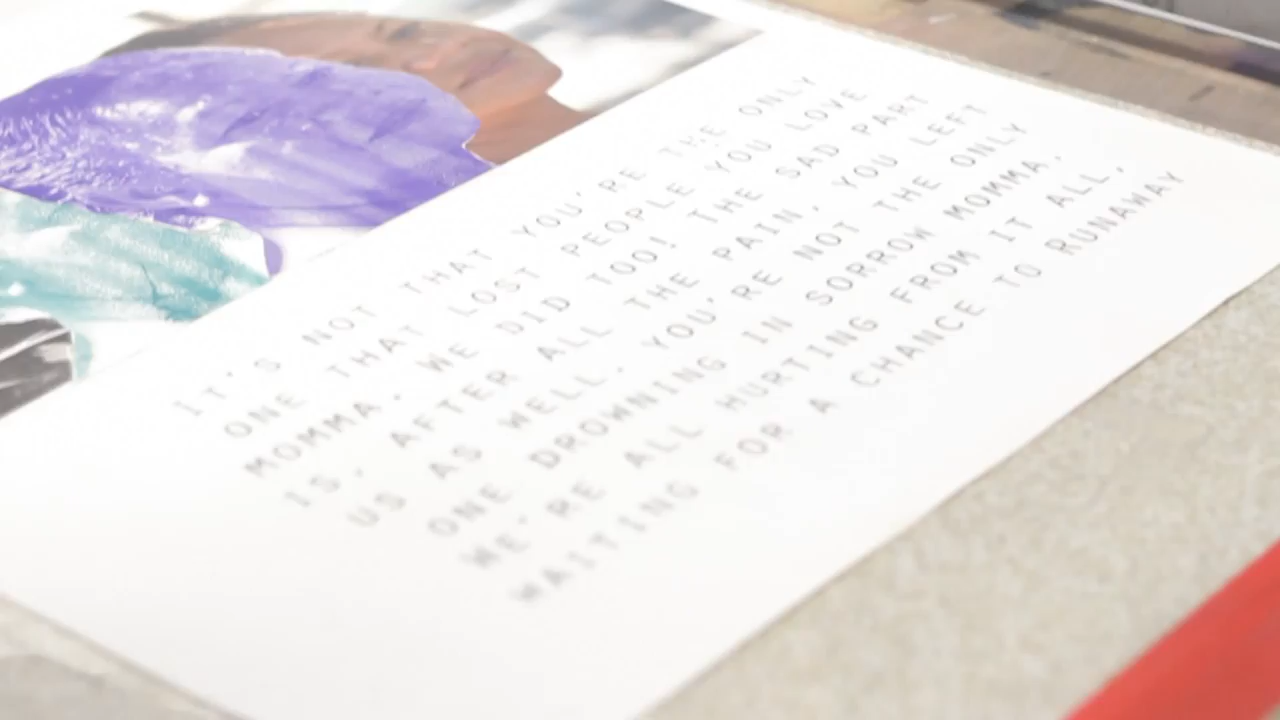 IT'S NOT THAT YOU'RE THE ONLY
ONE THAT LOST PEOPLE YOU LOVE
MOMMA. WE DID TOO! THE SAD PART
IS, AFTER ALL THE PAIN, YOU LEFT
US AS WELL. YOU'RE NOT THE ONLY
ONE DROWNING IN SORROW MOMMA,
WE'RE ALL HURTING FROM IT ALL,
WAITING FOR A CHANCE TO RUNAWAY